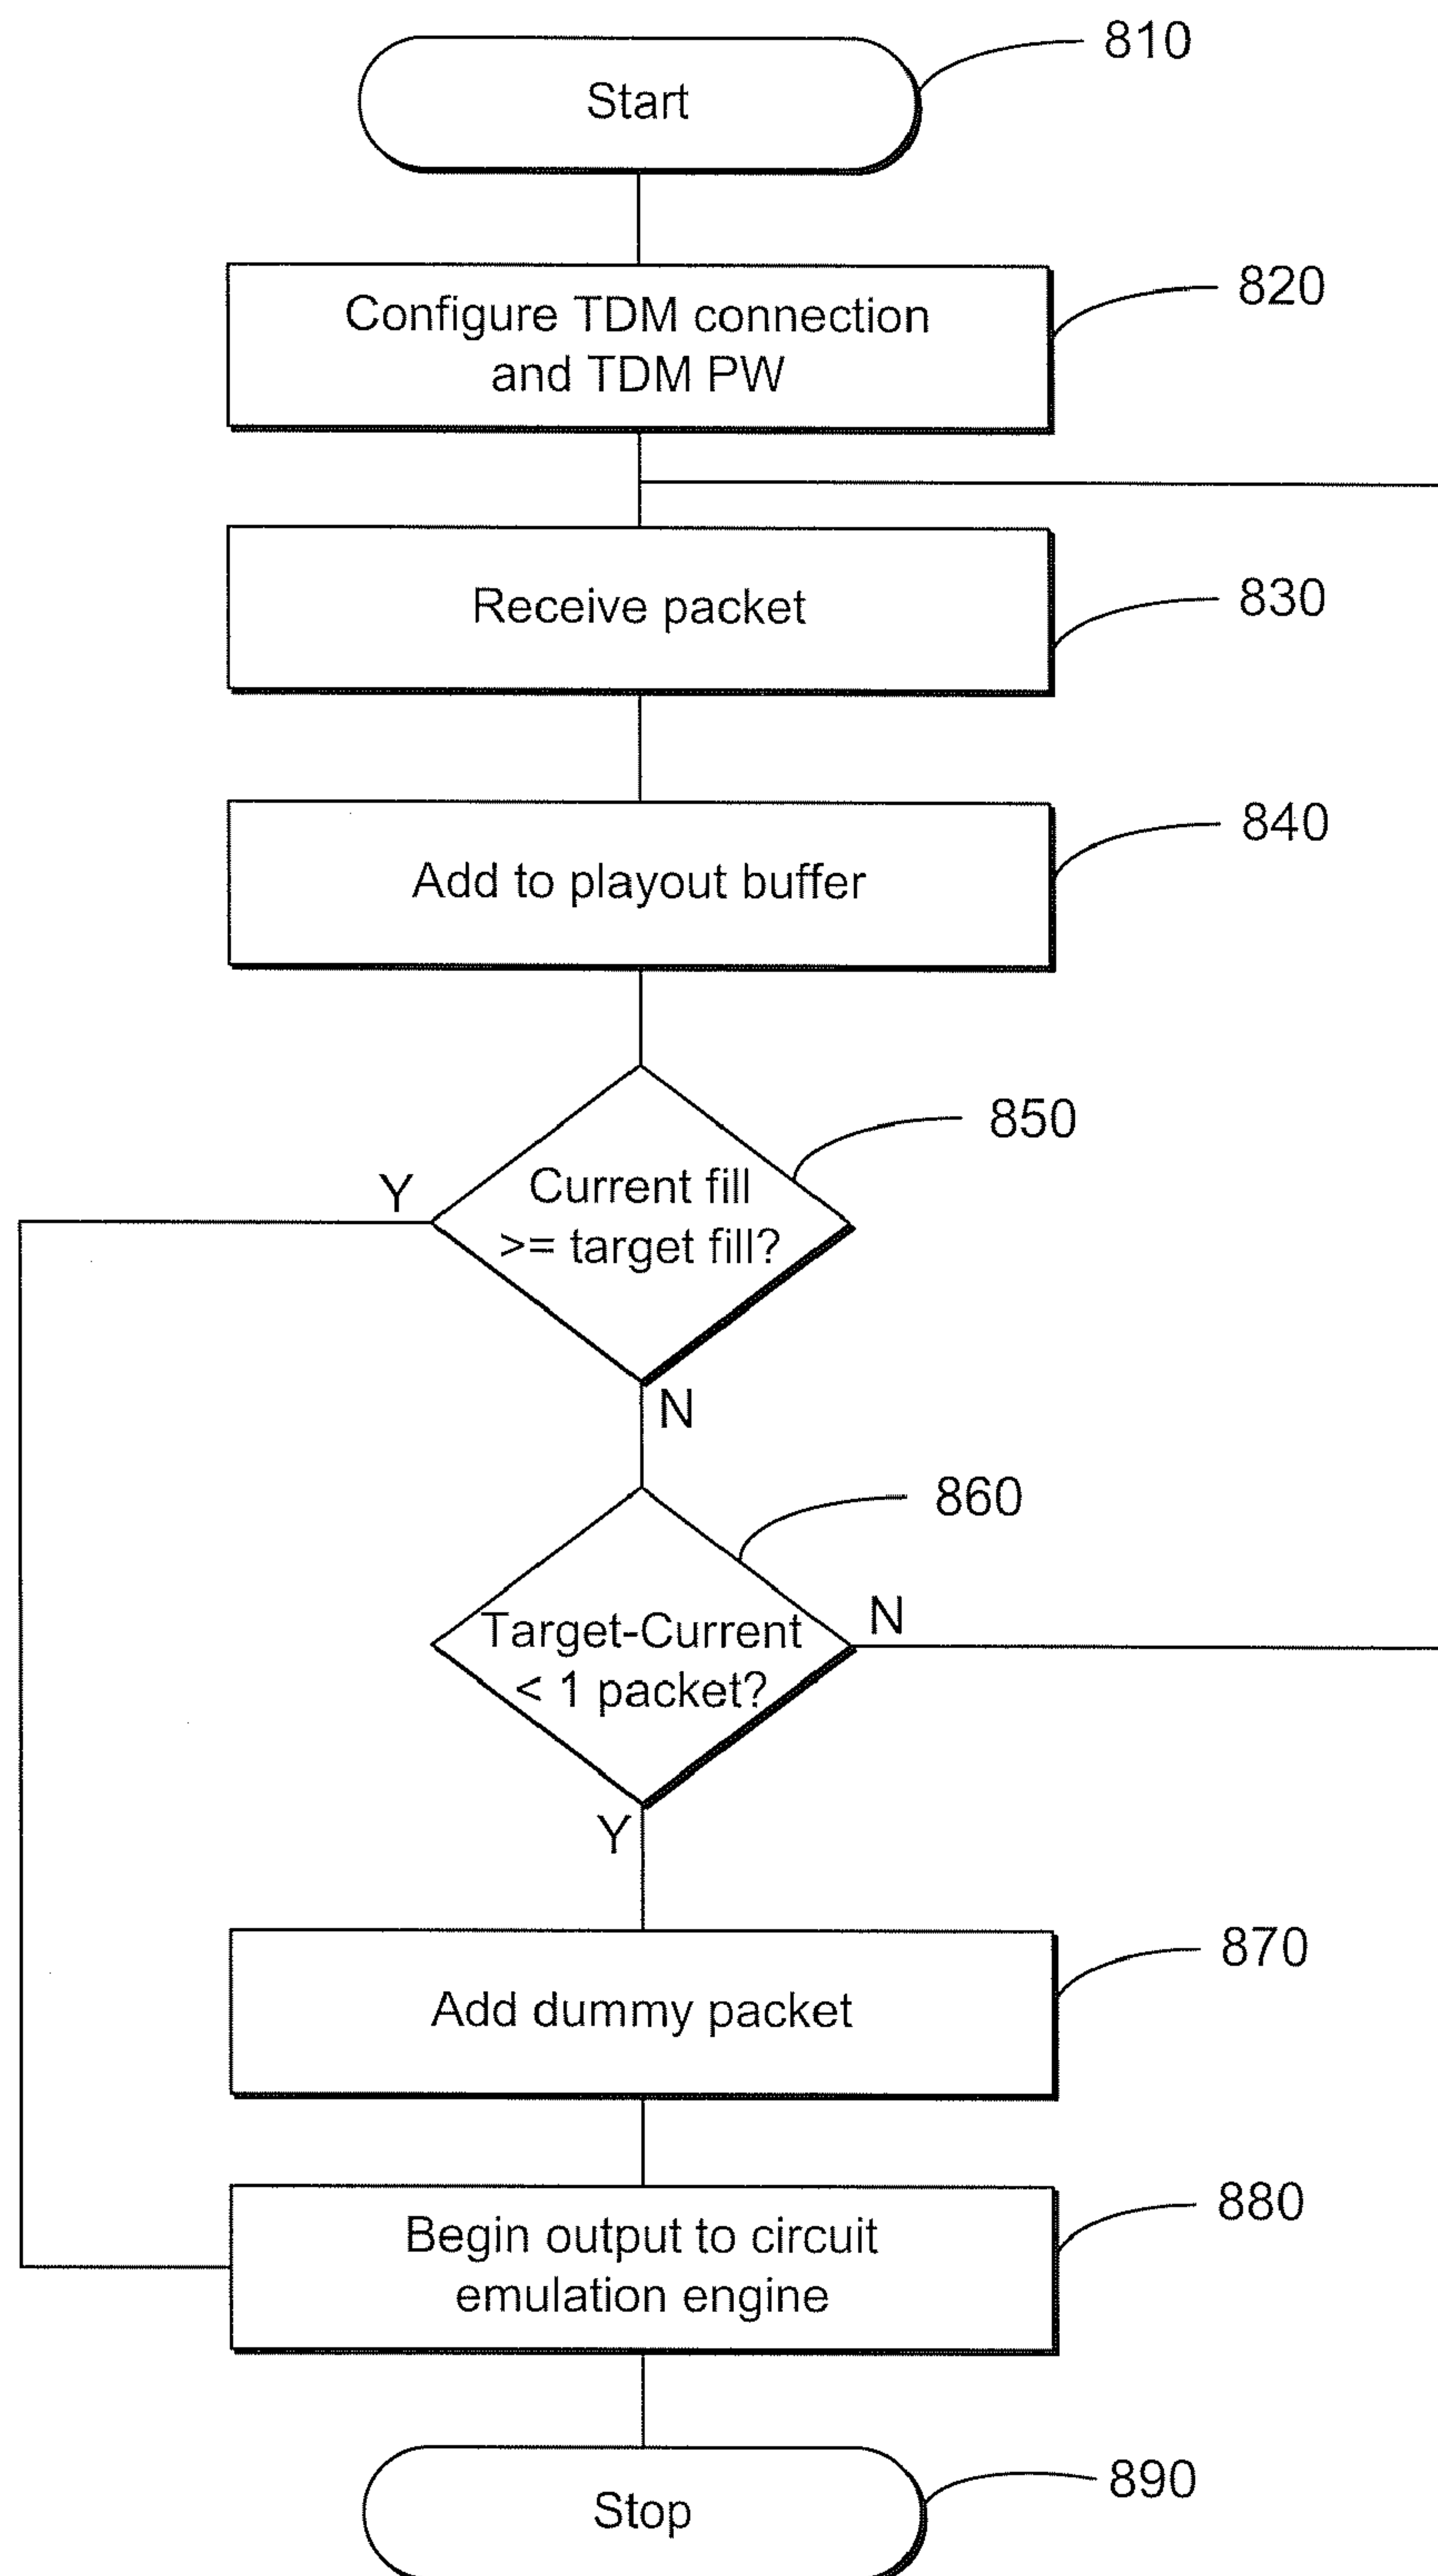 810
Start
820
Configure TDM connection
and TDM PW
830
Receive packet
840
Add to playout buffer
850
Y
Current fill
>= target fill?
N
860
Target-Current
< 1 packet?
N
Y
870
Add dummy packet
880
Begin output to circuit
emulation engine
890
Stop